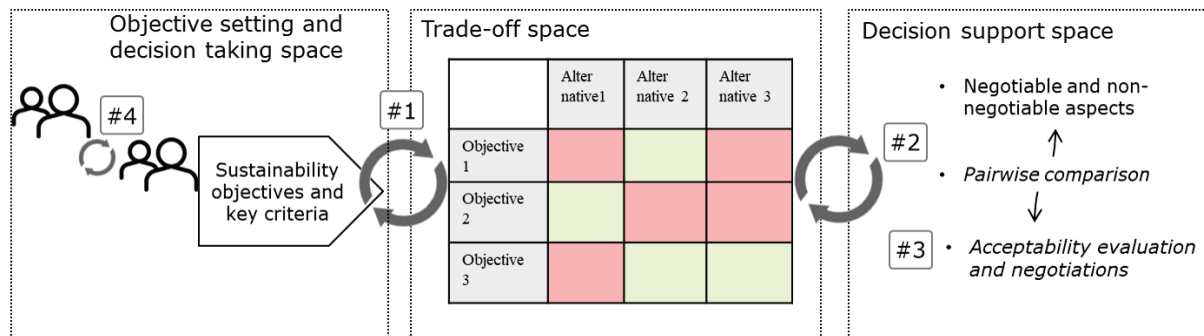 Objective setting and
decision taking space
#4
Sustainability
objectives and
key criteria
#1
Trade-off space
Alter
native1
Alter
native 2
Alter
native 3
Objective
1
Objective
2
Objective
3
Decision support space
#2
• Negotiable and non-
negotiable aspects
• Pairwise comparison
#3
• Acceptability evaluation
and negotiations